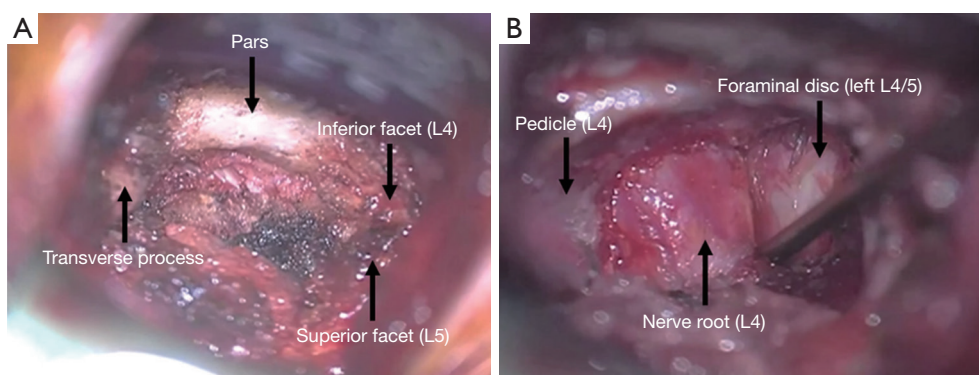 A
Pars
Inferior facet (L4)
Transverse process
Superior facet (L5)
B
Foraminal disc (left L4/5)
Pedicle (L4)
Nerve root (L4)